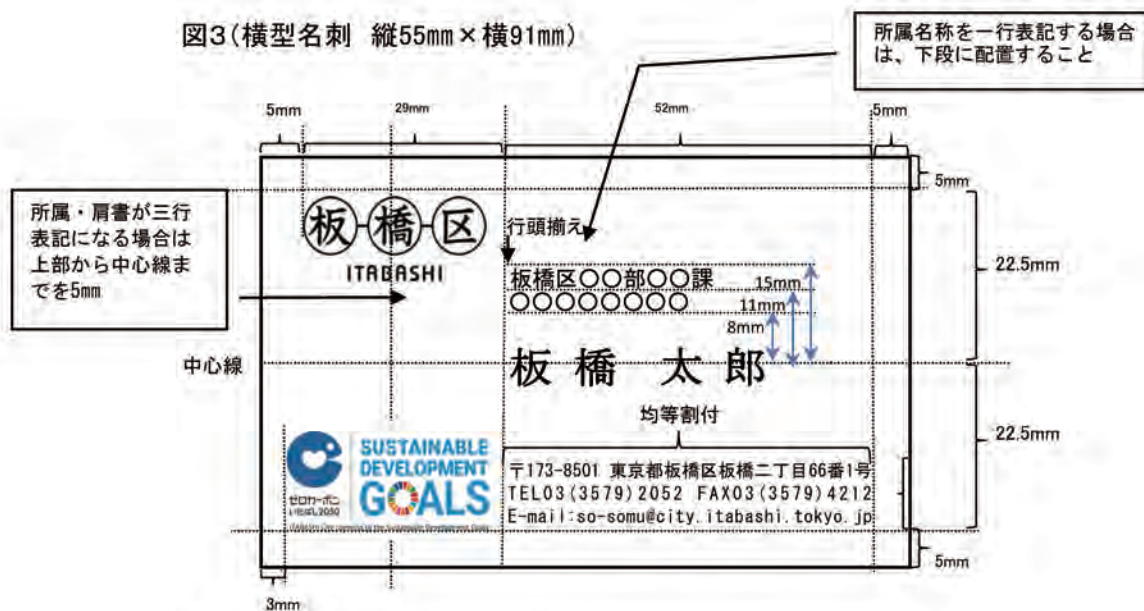 図3(横型名刺 縦55mm×横91mm)
所属名称を一行表記する場合
は、下段に配置すること
5mm
29mm
52mm
5mm
5mm
所属・肩書が三行
表記になる場合は
上部から中心線ま
でを5mm
板橋区
ITABASHI
行頭揃え
板橋区○○部○○課
○○○○○○○○
15mm
11mm
8mm
22.5mm
中心線
板橋 太郎
均等割付
22.5mm
ゼロカーボン
いたばし2050
SUSTAINABLE
DEVELOPMENT
GOALS
〒173-8501 東京都板橋区板橋二丁目66番1号
TEL03(3579)2052 FAX03(3579)4212
E-mail:so-somu@city.itabashi.tokyo.jp
5mm
3mm